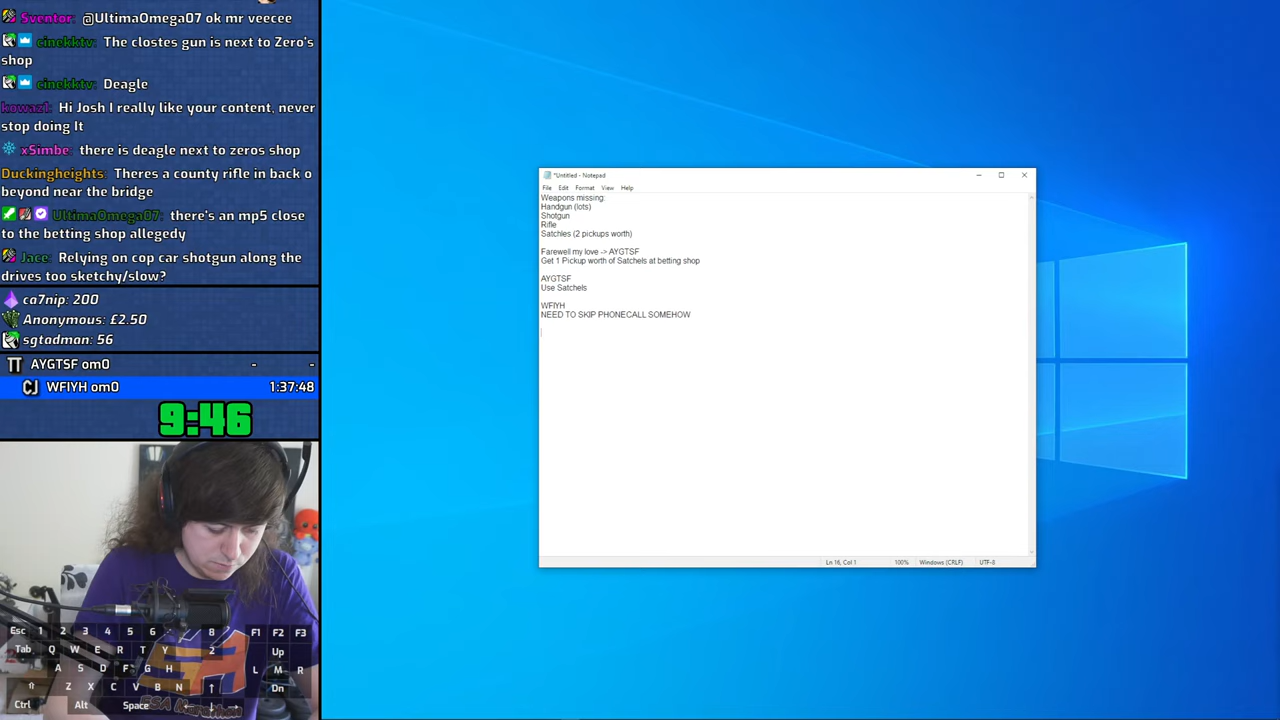 Sventor: @UltimaOmega07 ok mr veecee
cinekktv: The clostes gun is next to Zero's
shop
cinekktv: Deagle
kowaz1: Hi Josh I really like your content, never
stop doing It
xSimbe: there is deagle next to zeros shop
Duckingheights: Theres a county rifle in back o
beyond near the bridge
UltimaOmega07: there's an mp5 close
to the betting shop allegedy
Jace: Relying on cop car shotgun along the
drives too sketchy/slow?
ca7nip: 200
Anonymous: £2.50
sgtadman: 56
AYGTSF om0 - -
CJ WFIYH om0 1:37:48
9:46
*Untitled - Notepad
File Edit Format View Help
Weapons missing:
Handgun (lots)
Shotgun
Rifle
Satchles (2 pickups worth)
Farewell my love -> AYGTSF
Get 1 Pickup worth of Satchels at betting shop
AYGTSF
Use Satchels
WFIYH
NEED TO SKIP PHONECALL SOMEHOW
Ln 16, Col 1 100% Windows (CRLF) UTF-8
Esc 1 2 3 4 5 6 8 F1 F2 F3
Tab Q W E R T Y 2 Up
A S D F G H L M R
⇧ Z X C V B N ↑ Dn
Ctrl Alt Space ↓ →